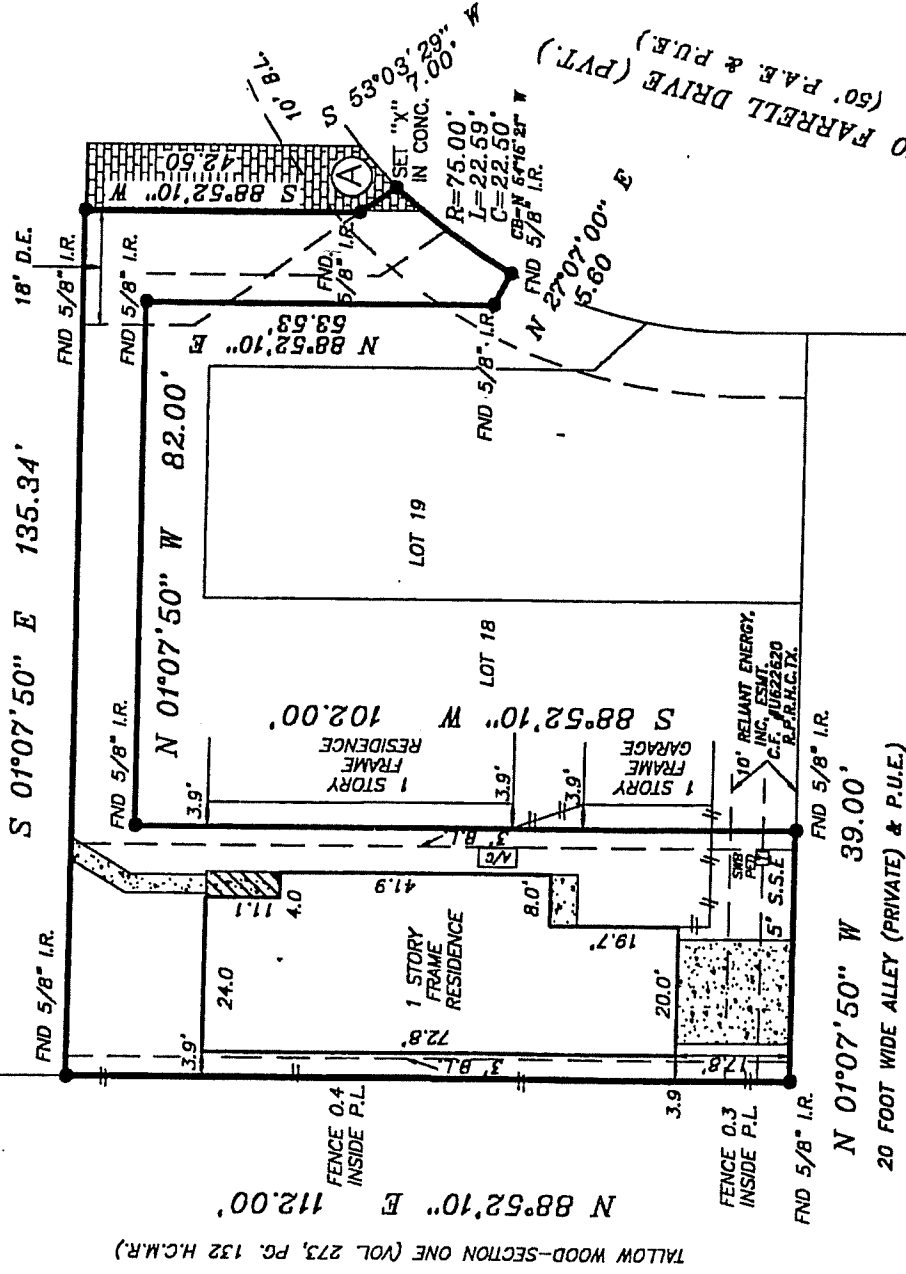 S 01°07'50" E 135.34'
18' D.E.
FND 5/8" I.R.
FND 5/8" I.R.
FND 5/8" I.R.
FND 5/8" I.R.
S 88°52'10" W
42.50
10' B.L.
S 53°03'29" W
7.00'
A
SET "X"
IN CONC.
R=75.00'
L=22.59'
C=22.50'
FND.
5/8" I.R.
FND 5/8" I.R.
N 27°07'00" E
5.60
FARRELL DRIVE (PVT.)
(50' P.A.E. & P.U.E.)
N 88°52'10" E
53.53
FND 5/8" I.R.
N 01°07'50" W 82.00'
LOT 19
LOT 18
S 88°52'10" W 102.00'
3.9'
1 STORY
FRAME
RESIDENCE
3.9'
3.9'
1 STORY
FRAME
GARAGE
10' RELIANT ENERGY,
INC., ESMT.
C.F. #U622620
R.P.R.H.C.TX.
3' B.L.
A/C
11.1
4.0
41.9
8.0'
19.7'
24.0
1 STORY
FRAME
RESIDENCE
72.8'
20.0'
3.9'
3' B.L.
3.9
17.8'
SWB
PED
5' S.S.E
FENCE 0.4
INSIDE P.L.
FENCE 0.3
INSIDE P.L.
FND 5/8" I.R.
FND 5/8" I.R.
N 01°07'50" W 39.00'
20 FOOT WIDE ALLEY (PRIVATE) & P.U.E.)
N 88°52'10" E 112.00'
TALLOW WOOD-SECTION ONE (VOL 273, PG. 132 H.C.M.R.)